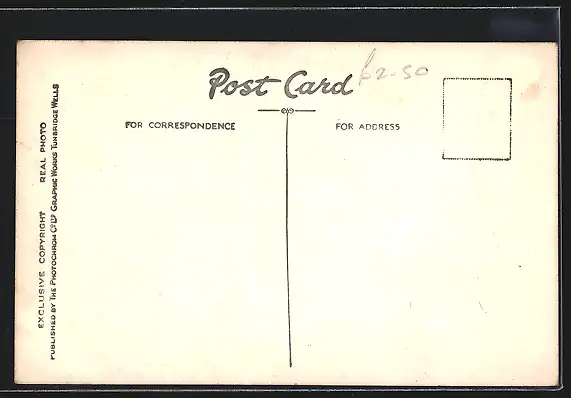 Post Card
£2-50
FOR CORRESPONDENCE
FOR ADDRESS
EXCLUSIVE COPYRIGHT REAL PHOTO
PUBLISHED BY THE PHOTOCHROM CO LTD GRAPHIC WORKS TUNBRIDGE WELLS